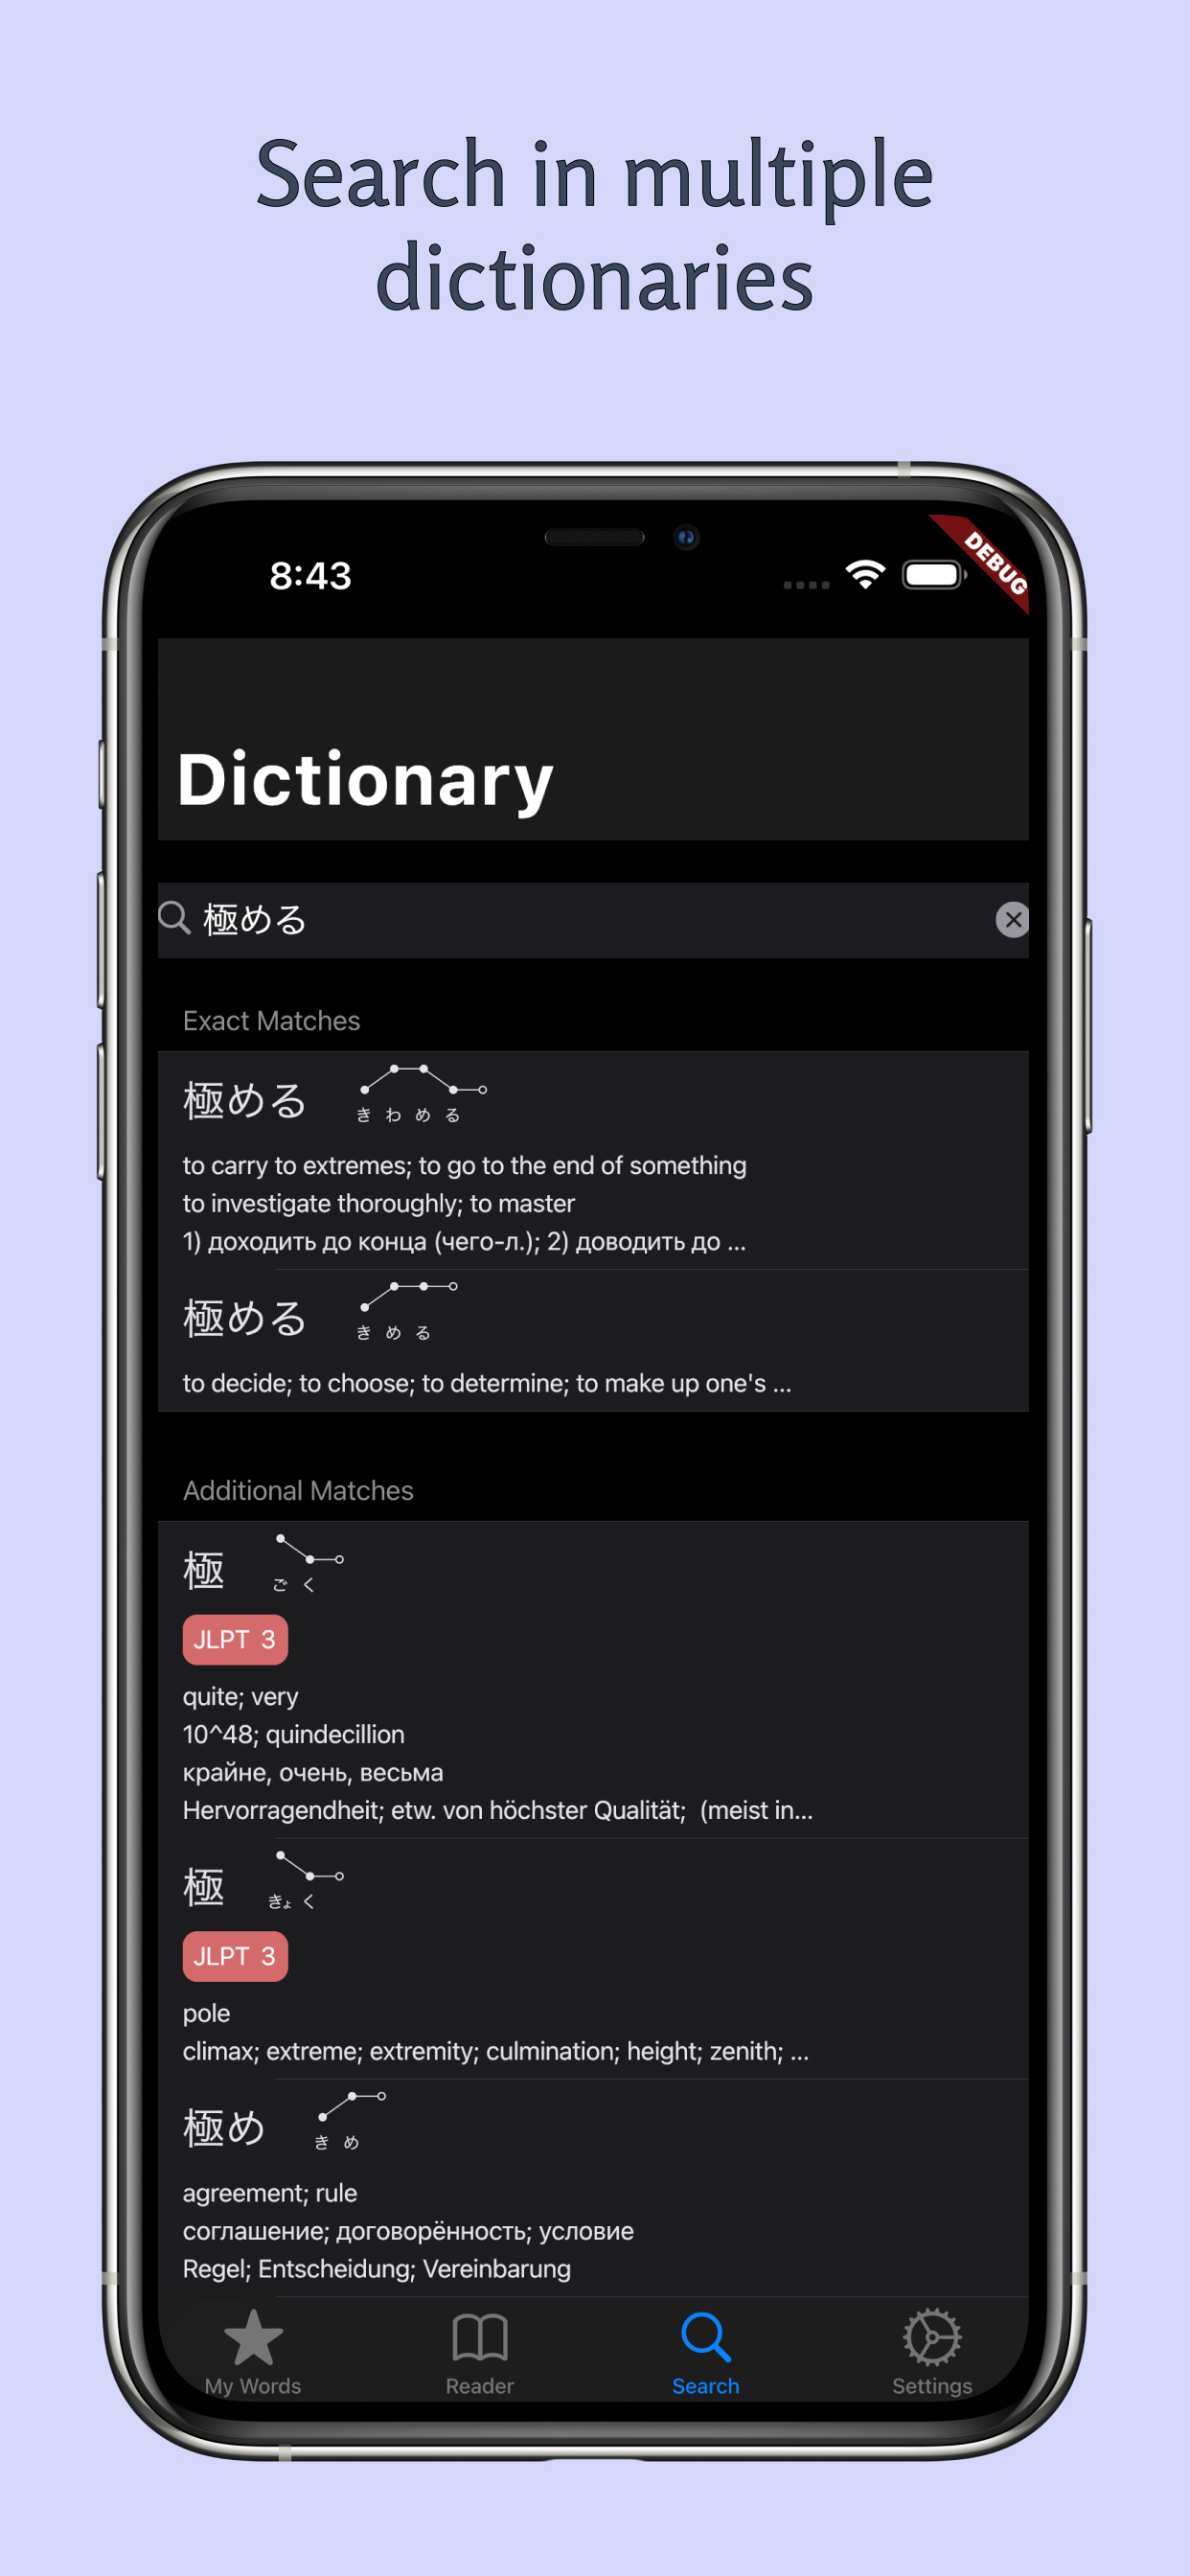 Search in multiple
dictionaries
8:43
DEBUG
Dictionary
極める
Exact Matches
極める きわめる
to carry to extremes; to go to the end of something
to investigate thoroughly; to master
1) доходить до конца (чего-л.); 2) доводить до ...
極める きめる
to decide; to choose; to determine; to make up one's ...
Additional Matches
極 ごく
JLPT 3
quite; very
10^48; quindecillion
крайне, очень, весьма
Hervorragendheit; etw. von höchster Qualität; (meist in...
極 きょく
JLPT 3
pole
climax; extreme; extremity; culmination; height; zenith; ...
極め きめ
agreement; rule
соглашение; договорённость; условие
Regel; Entscheidung; Vereinbarung
My Words Reader Search Settings